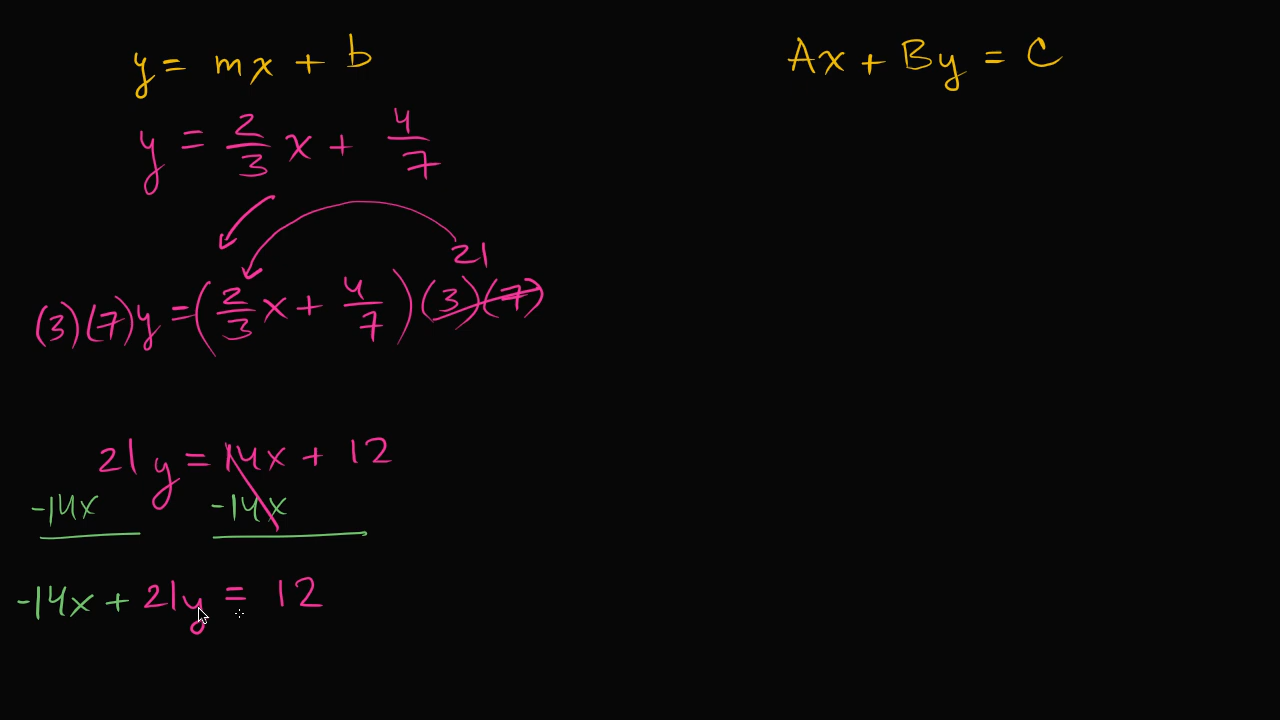 y = mx + b
Ax + By = C
y = 2/3 x + 4/7
21
(3)(7)y = (2/3 x + 4/7)(3)(7)
21y = 14x + 12
-14x -14x
-14x + 21y = 12